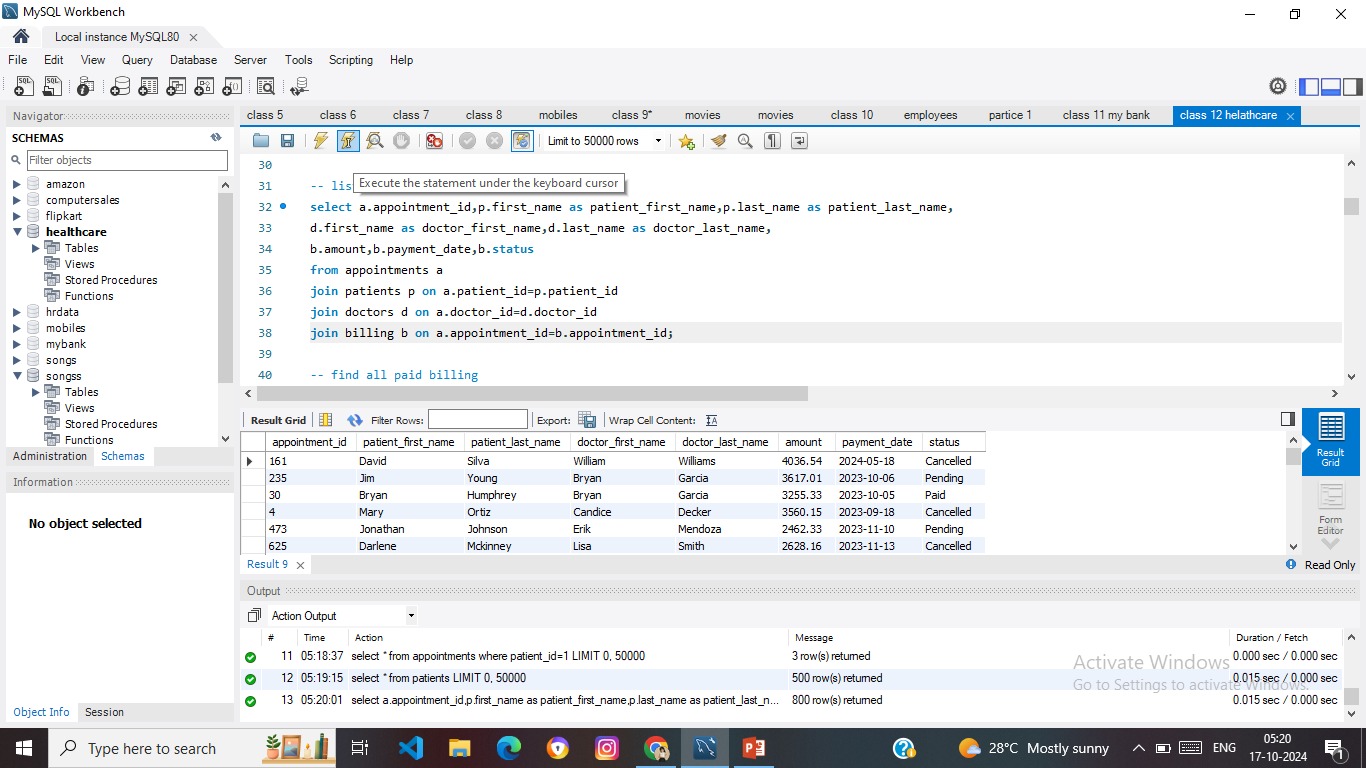 MySQL Workbench
Local instance MySQL80
File Edit View Query Database Server Tools Scripting Help
Navigator
SCHEMAS
Filter objects
amazon
computersales
flipkart
healthcare
Tables
Views
Stored Procedures
Functions
hrdata
mobiles
mybank
songs
songss
Tables
Views
Stored Procedures
Functions
Administration Schemas
Information
No object selected
Object Info Session
class 5 class 6 class 7 class 8 mobiles class 9* movies movies class 10 employees partice 1 class 11 my bank class 12 helathcare
Limit to 50000 rows
Execute the statement under the keyboard cursor
30
31 -- lis
32 select a.appointment_id,p.first_name as patient_first_name,p.last_name as patient_last_name,
33 d.first_name as doctor_first_name,d.last_name as doctor_last_name,
34 b.amount,b.payment_date,b.status
35 from appointments a
36 join patients p on a.patient_id=p.patient_id
37 join doctors d on a.doctor_id=d.doctor_id
38 join billing b on a.appointment_id=b.appointment_id;
39
40 -- find all paid billing
Result Grid Filter Rows: Export: Wrap Cell Content:
appointment_id patient_first_name patient_last_name doctor_first_name doctor_last_name amount payment_date status
161 David Silva William Williams 4036.54 2024-05-18 Cancelled
235 Jim Young Bryan Garcia 3617.01 2023-10-06 Pending
30 Bryan Humphrey Bryan Garcia 3255.33 2023-10-05 Paid
4 Mary Ortiz Candice Decker 3560.15 2023-09-18 Cancelled
473 Jonathan Johnson Erik Mendoza 2462.33 2023-11-10 Pending
625 Darlene Mckinney Lisa Smith 2628.16 2023-11-13 Cancelled
Result Grid
Form Editor
Result 9
Read Only
Output
Action Output
# Time Action Message Duration / Fetch
11 05:18:37 select * from appointments where patient_id=1 LIMIT 0, 50000 3 row(s) returned 0.000 sec / 0.000 sec
12 05:19:15 select * from patients LIMIT 0, 50000 500 row(s) returned 0.015 sec / 0.000 sec
13 05:20:01 select a.appointment_id,p.first_name as patient_first_name,p.last_name as patient_last_n... 800 row(s) returned 0.015 sec / 0.000 sec
Activate Windows
Go to Settings to activate Windows.
Type here to search
28°C Mostly sunny
ENG
05:20
17-10-2024
1